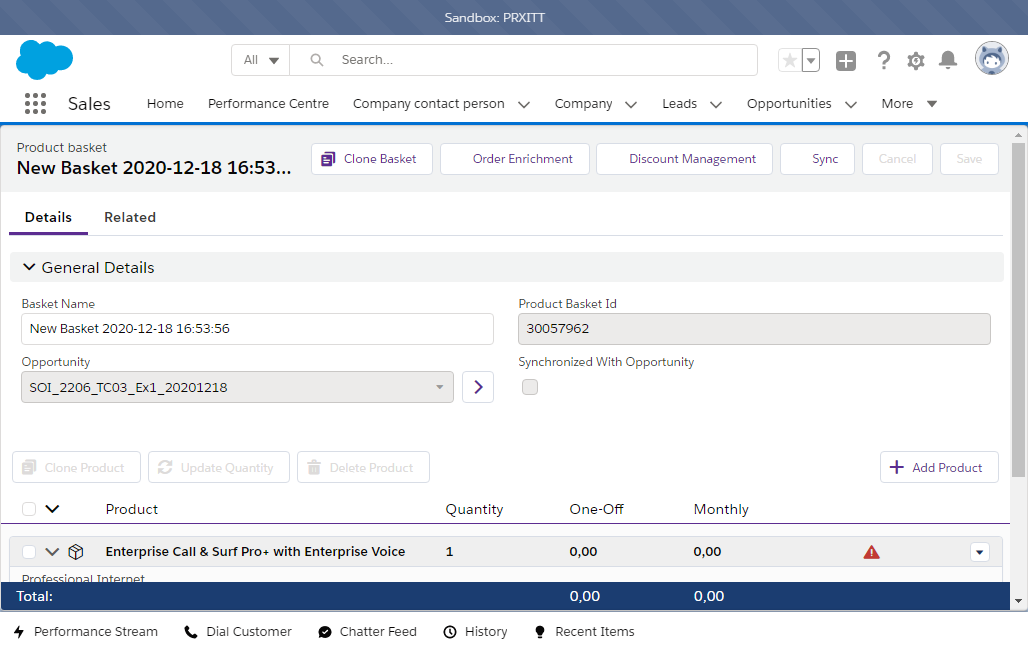 Sandbox: PRXITT
All Search...
Sales Home Performance Centre Company contact person Company Leads Opportunities More
Product basket
New Basket 2020-12-18 16:53...
Clone Basket Order Enrichment Discount Management Sync Cancel Save
Details Related
General Details
Basket Name Product Basket Id
New Basket 2020-12-18 16:53:56 30057962
Opportunity Synchronized With Opportunity
SOI_2206_TC03_Ex1_20201218
Clone Product Update Quantity Delete Product Add Product
Product Quantity One-Off Monthly
Enterprise Call & Surf Pro+ with Enterprise Voice 1 0,00 0,00
Professional Internet
Total: 0,00 0,00
Performance Stream Dial Customer Chatter Feed History Recent Items